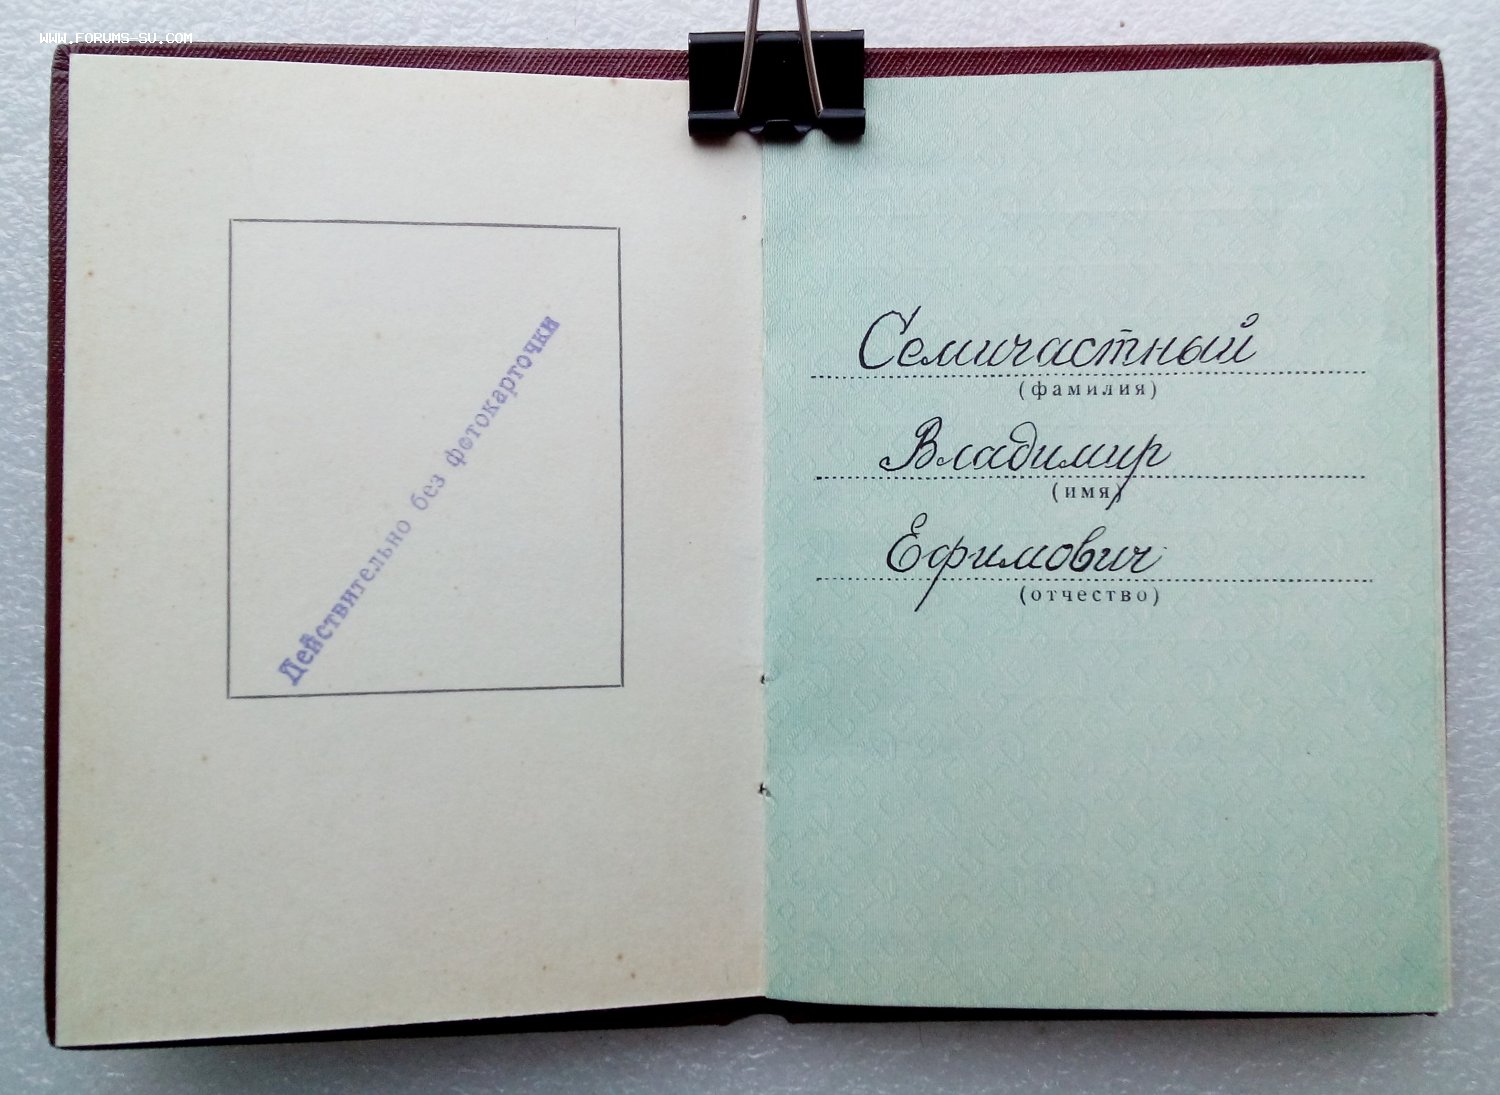 WWW.FORUMS-SU.COM
Действительно без фотокарточки
Семичастный
(фамилия)
Владимир
(имя)
Ефимович
(отчество)